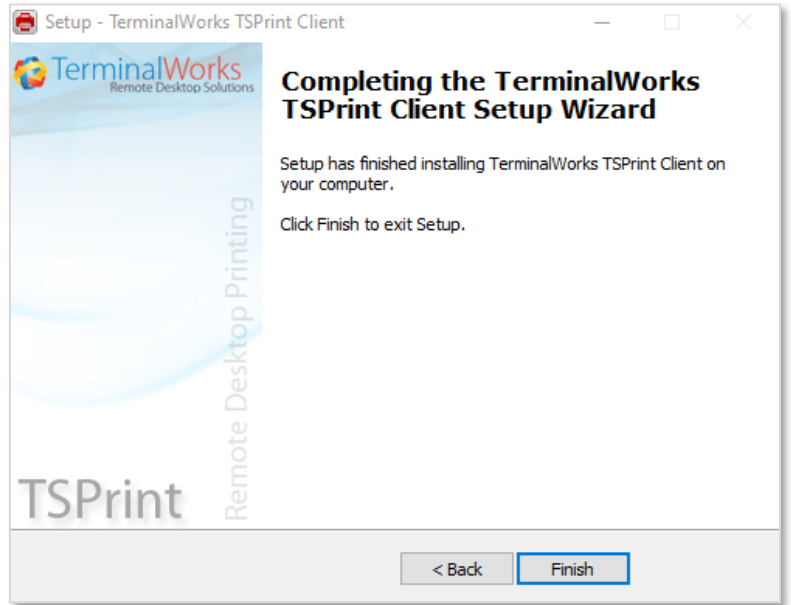 Setup - TerminalWorks TSPrint Client
TerminalWorks
Remote Desktop Solutions
Completing the TerminalWorks
TSPrint Client Setup Wizard
Setup has finished installing TerminalWorks TSPrint Client on
your computer.
Click Finish to exit Setup.
Remote Desktop Printing
TSPrint
< Back
Finish